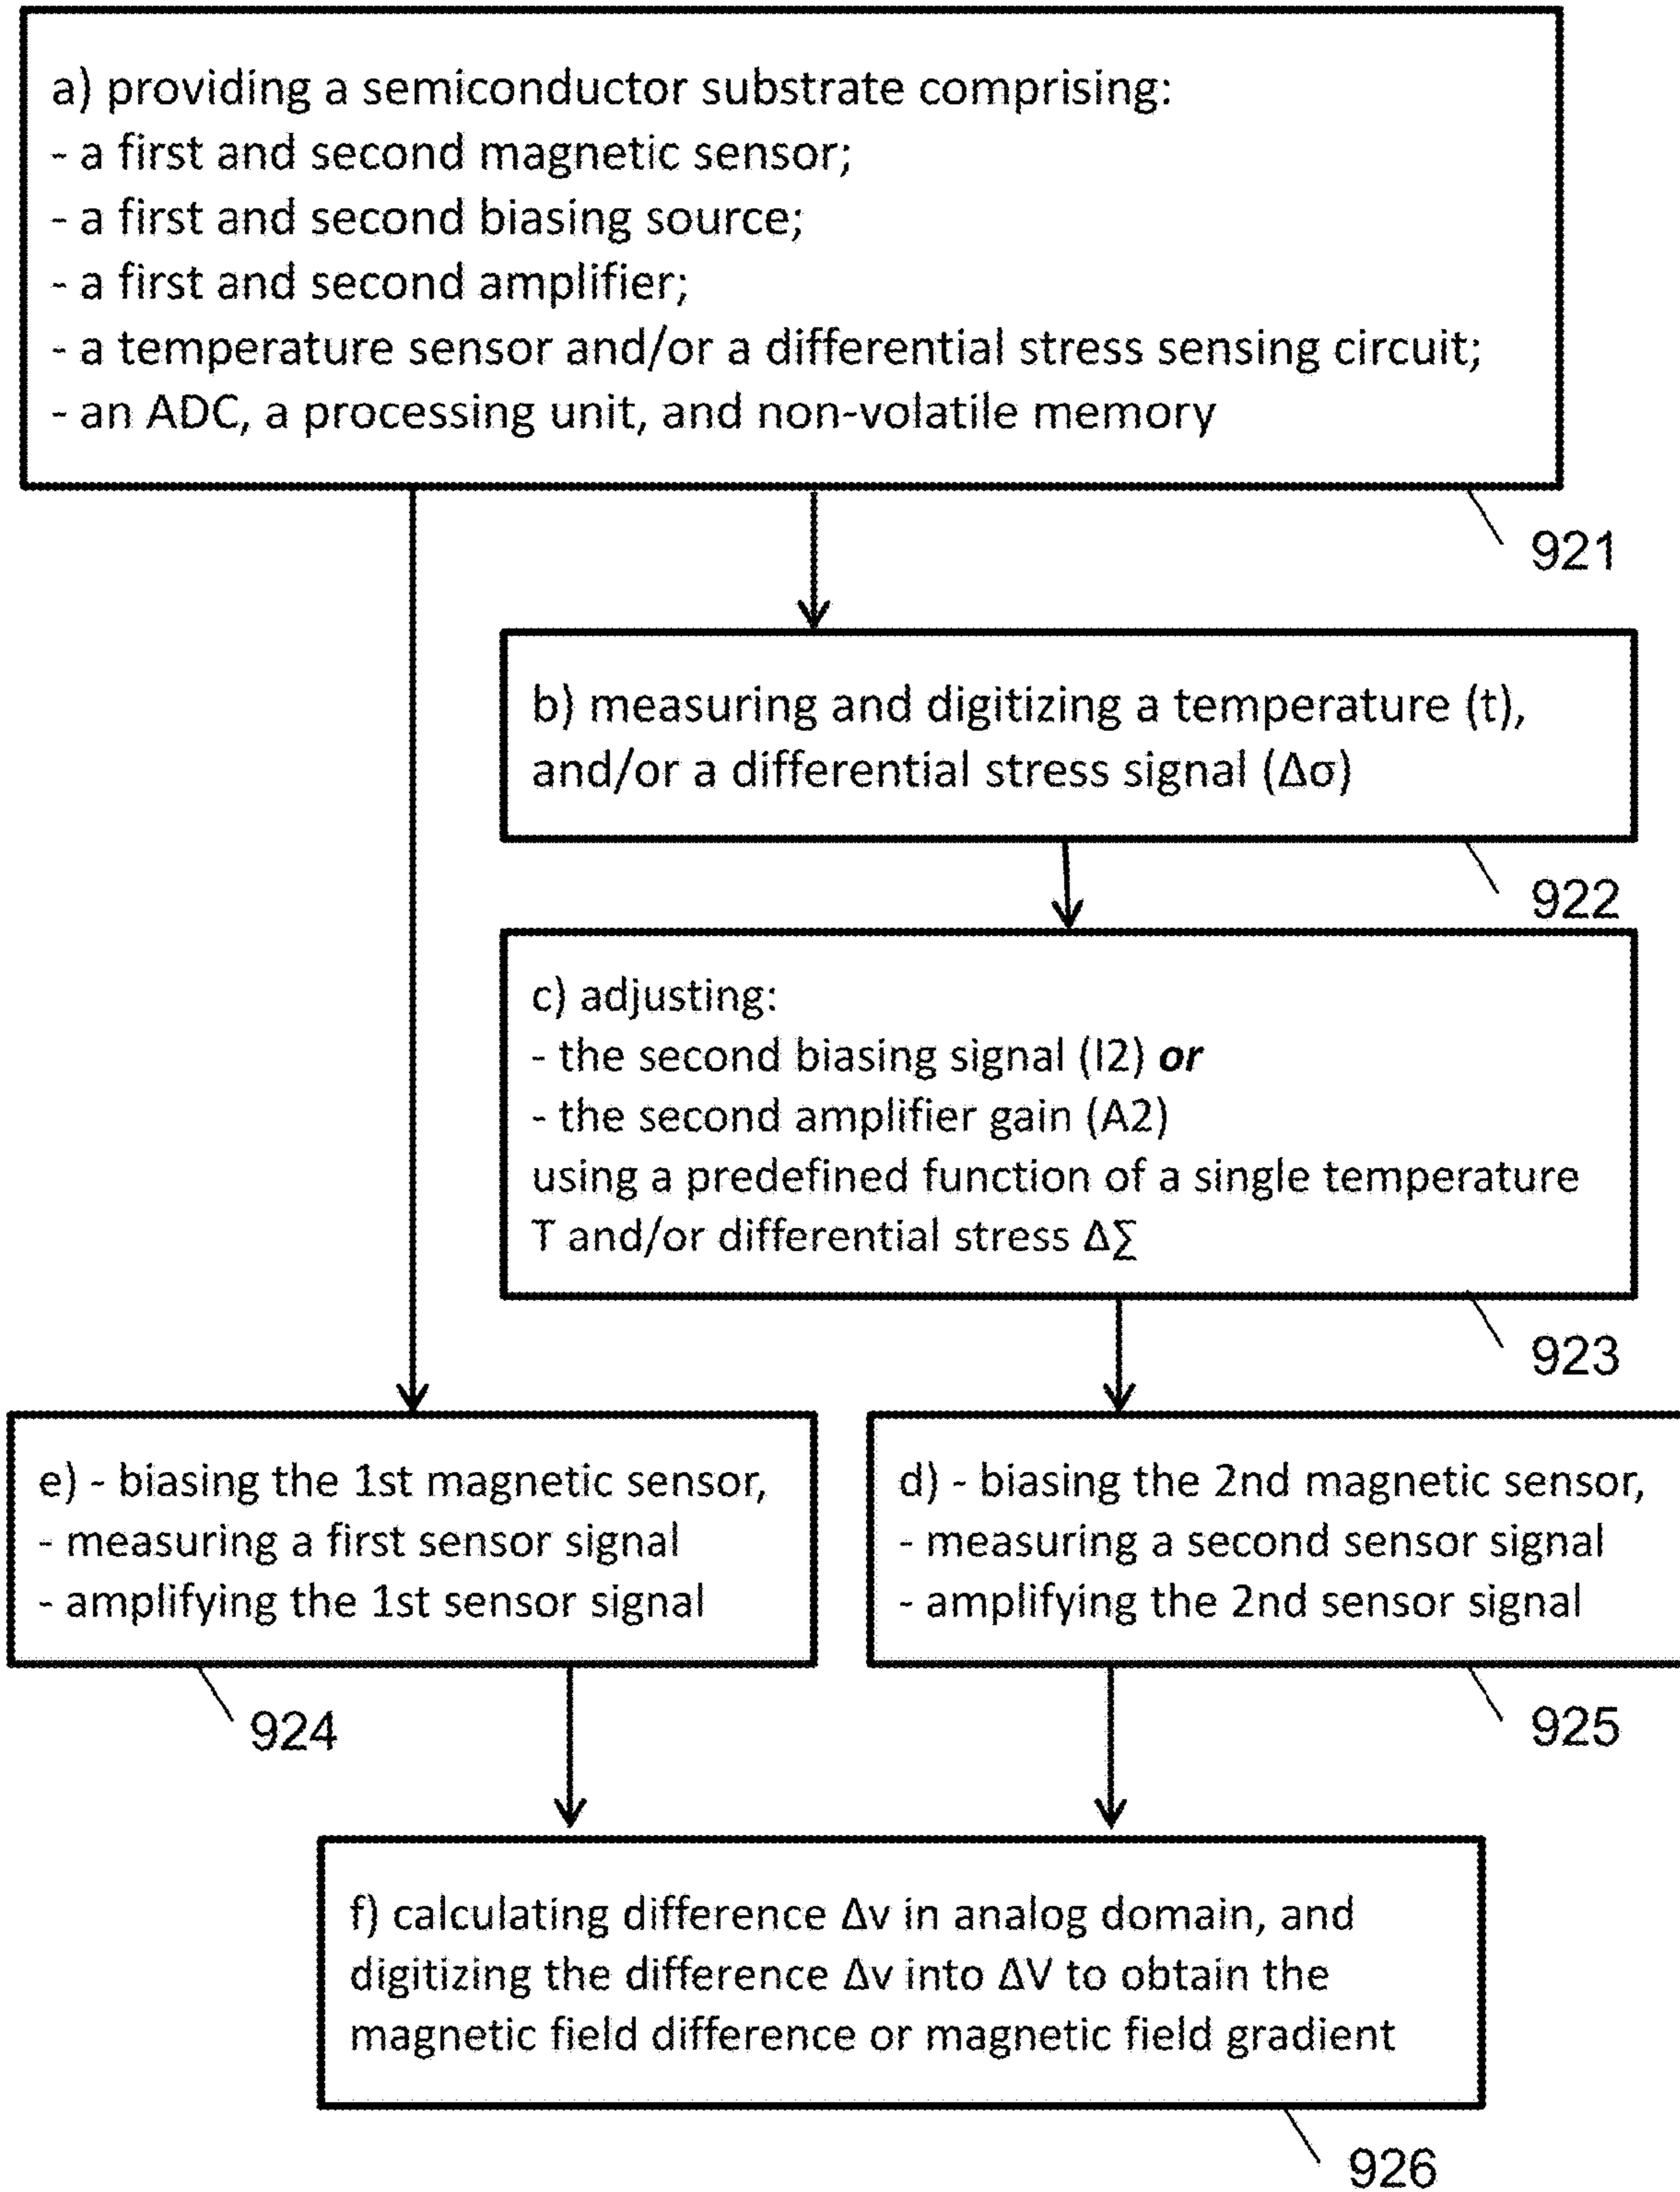 a) providing a semiconductor substrate comprising:
- a first and second magnetic sensor;
- a first and second biasing source;
- a first and second amplifier;
- a temperature sensor and/or a differential stress sensing circuit;
- an ADC, a processing unit, and non-volatile memory
921
b) measuring and digitizing a temperature (t),
and/or a differential stress signal (Δσ)
922
c) adjusting:
- the second biasing signal (I2) or
- the second amplifier gain (A2)
using a predefined function of a single temperature
T and/or differential stress Δ∑
923
e) - biasing the 1st magnetic sensor,
- measuring a first sensor signal
- amplifying the 1st sensor signal
924
d) - biasing the 2nd magnetic sensor,
- measuring a second sensor signal
- amplifying the 2nd sensor signal
925
f) calculating difference Δv in analog domain, and
digitizing the difference Δv into ΔV to obtain the
magnetic field difference or magnetic field gradient
926